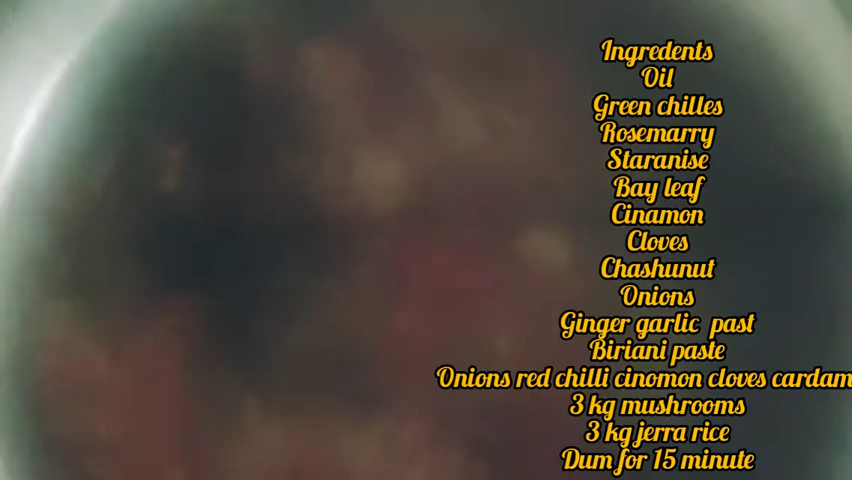 Ingredents
Oil
Green chilles
Rosemarry
Staranise
Bay leaf
Cinamon
Cloves
Chashunut
Onions
Ginger garlic past
Biriani paste
Onions red chilli cinomon cloves cardam
3 kg mushrooms
3 kg jerra rice
Dum for 15 minute